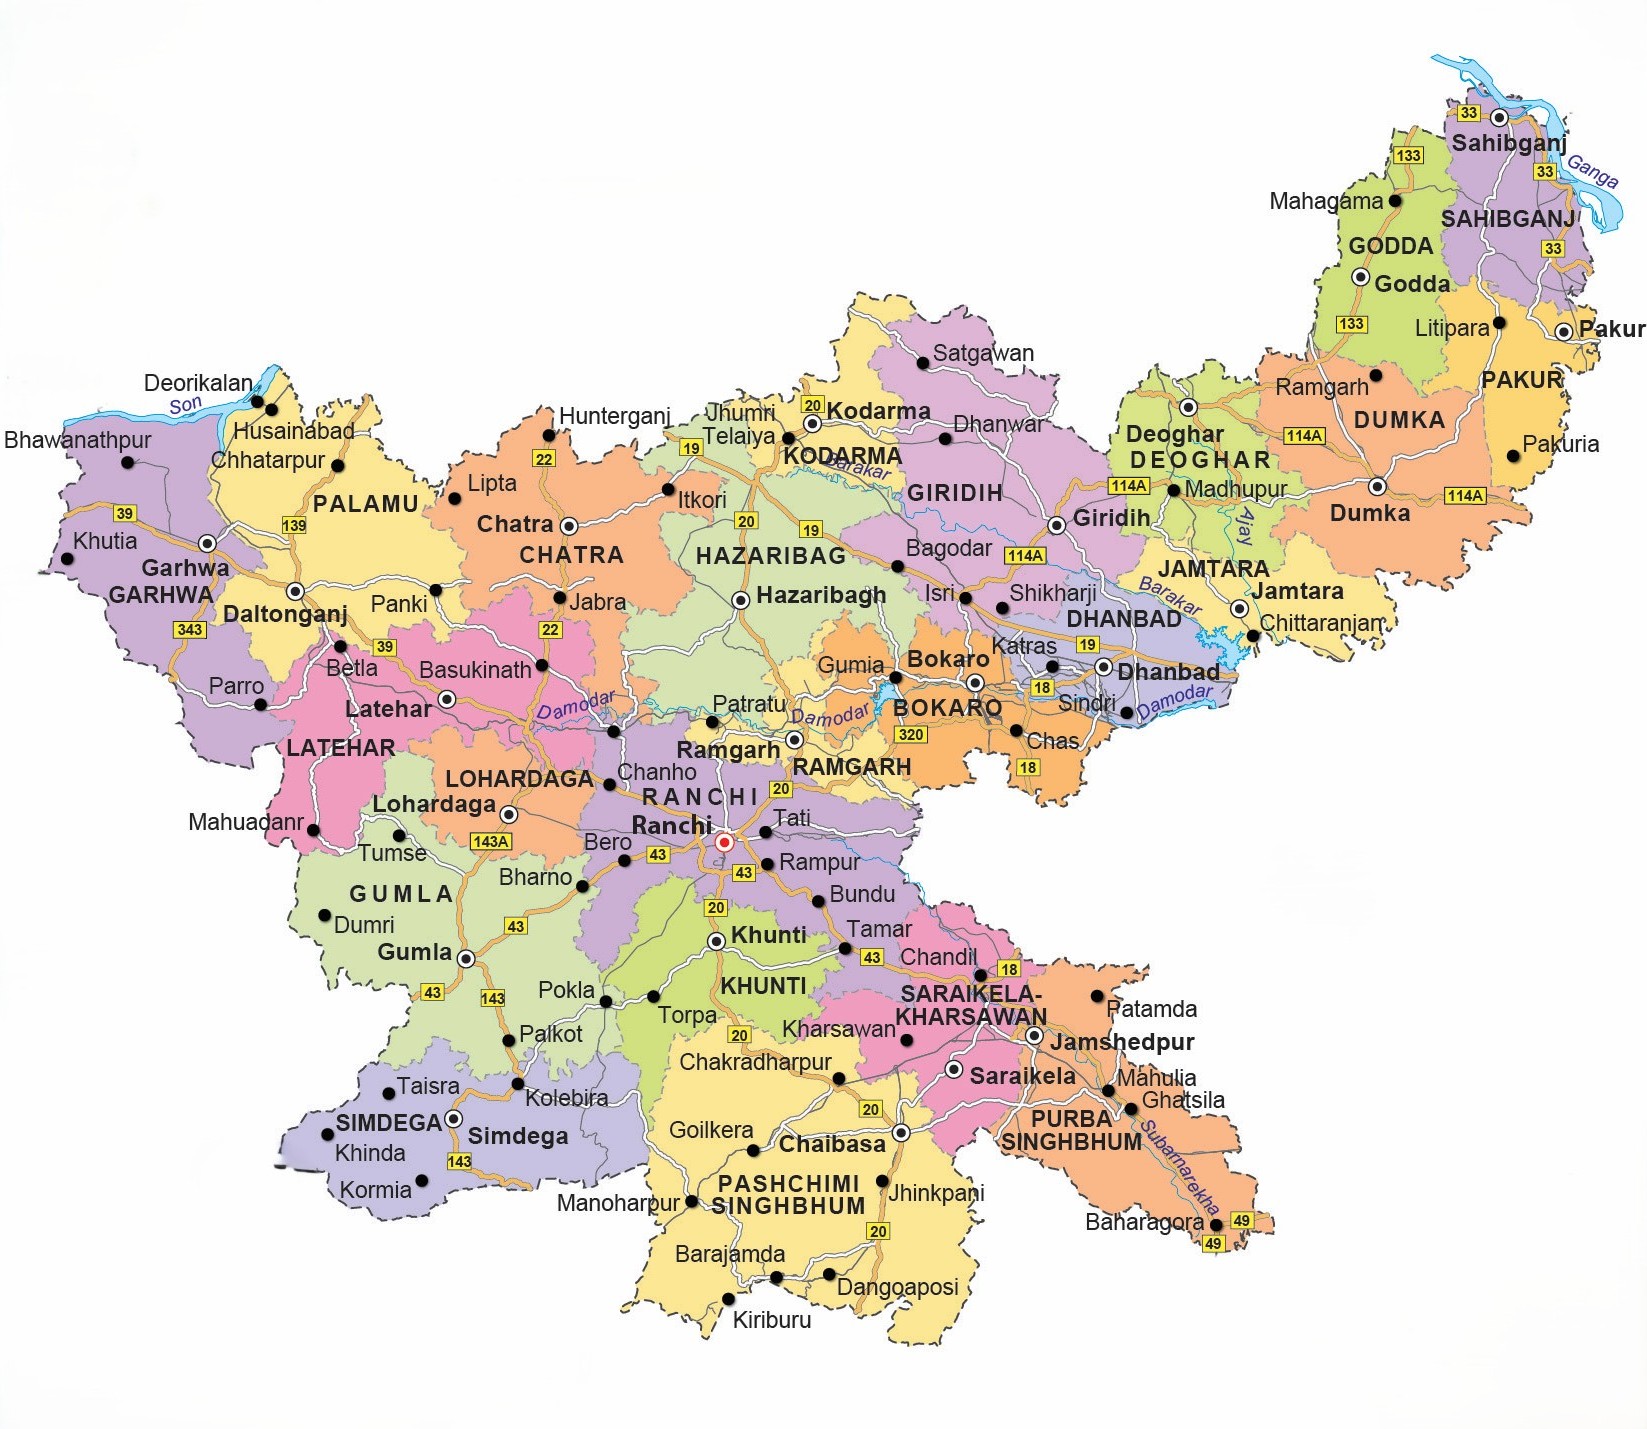 33
Sahibganj
133
33
Ganga
Mahagama
SAHIBGANJ
GODDA
33
Godda
133
Litipara
Pakur
Satgawan
Ramgarh
PAKUR
Deorikalan
Son
Husainabad
Bhawanathpur
Chhatarpur
Hunterganj
Jhumri
Telaiya
20
Kodarma
KODARMA
Barakar
Dhanwar
DUMKA
Deoghar
DEOGHAR
114A
Pakuria
19
22
Lipta
Itkori
GIRIDIH
114A
Madhupur
114A
Dumka
PALAMU
39
139
Chatra
CHATRA
20
19
Giridih
Ajay
Khutia
Garhwa
GARHWA
HAZARIBAG
Bagodar
114A
JAMTARA
Jamtara
Barakar
Daltonganj
Panki
Jabra
Hazaribagh
Isri
Shikharji
DHANBAD
Chittaranjan
343
39
22
19
Katras
Betla
Basukinath
Gumia
Bokaro
Dhanbad
Parro
Latehar
Damodar
Patratu
Damodar
BOKARO
18
Sindri
Damodar
LATEHAR
Ramgarh
320
Chas
RAMGARH
18
LOHARDAGA
Chanho
RANCHI
20
Lohardaga
Mahuadanr
Ranchi
Tati
Tumse
143A
Bero
43
Rampur
43
GUMLA
Bharno
Bundu
Dumri
43
20
Gumla
Khunti
Tamar
43
Chandil
18
43
143
Pokla
KHUNTI
SARAIKELA-
KHARSAWAN
Patamda
Torpa
Kharsawan
Palkot
20
Jamshedpur
Chakradharpur
Taisra
Kolebira
Saraikela
Mahulia
Ghatsila
SIMDEGA
Simdega
20
PURBA
SINGHBHUM
Khinda
Goilkera
Chaibasa
Subarnarekha
143
Kormia
PASHCHIMI
SINGHBHUM
Jhinkpani
Manoharpur
20
Baharagora
49
49
Barajamda
Dangoaposi
Kiriburu